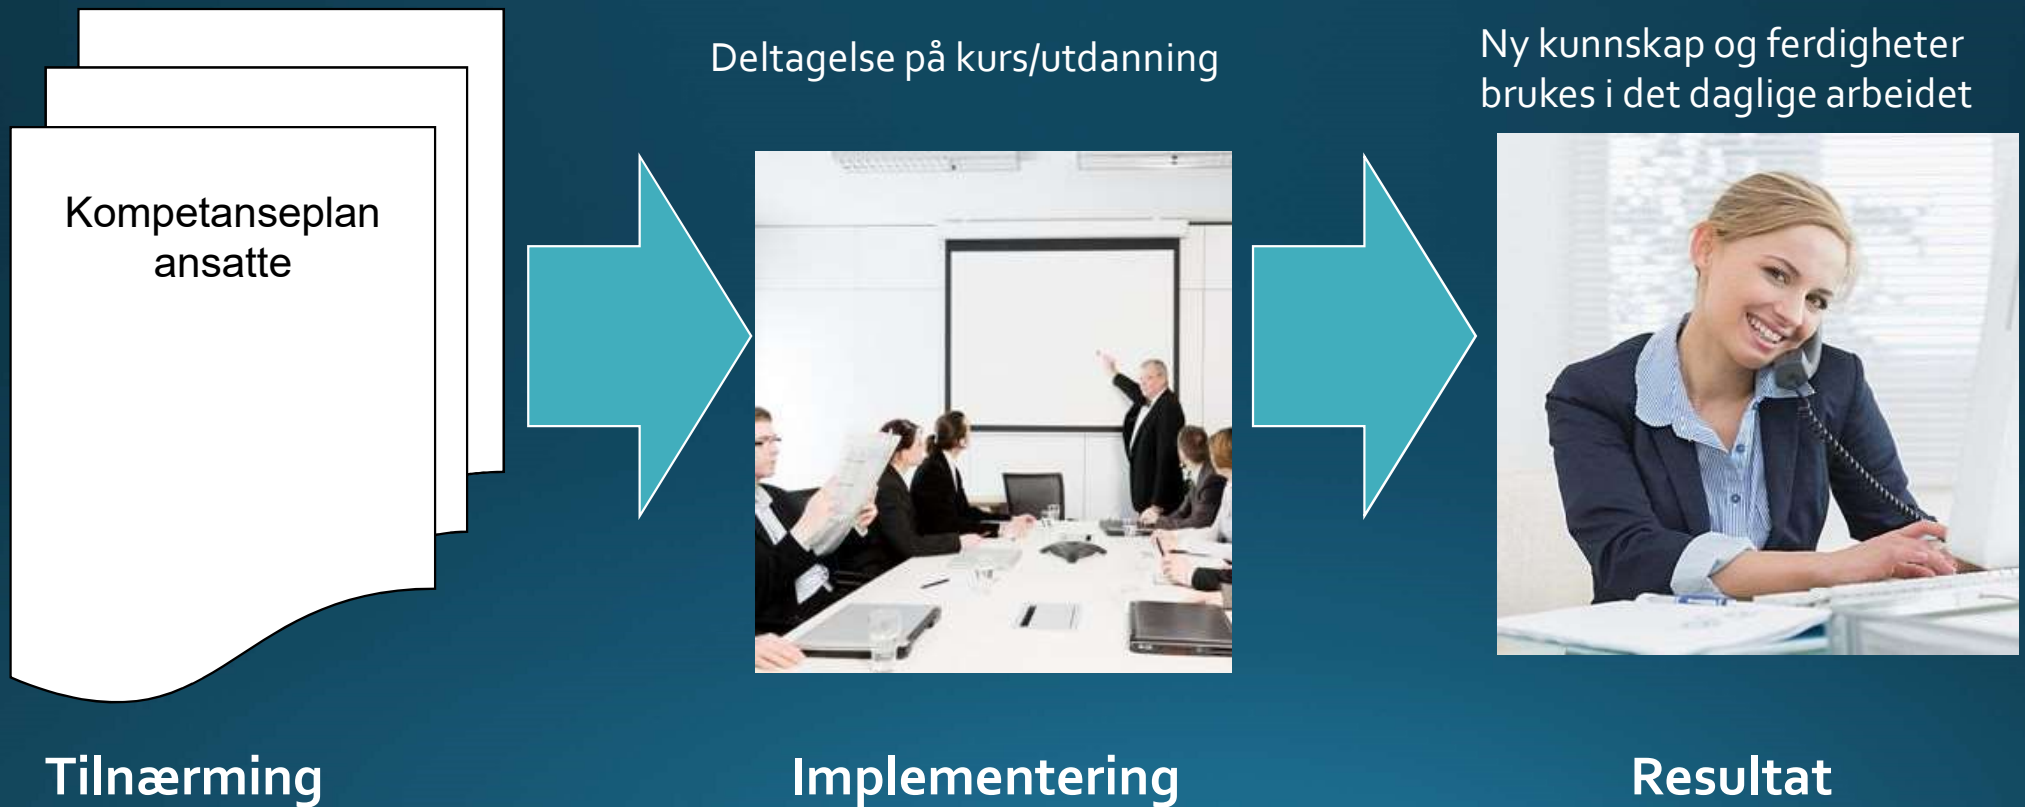 Kompetanseplan
ansatte
Deltagelse på kurs/utdanning
Ny kunnskap og ferdigheter
brukes i det daglige arbeidet
Tilnærming
Implementering
Resultat